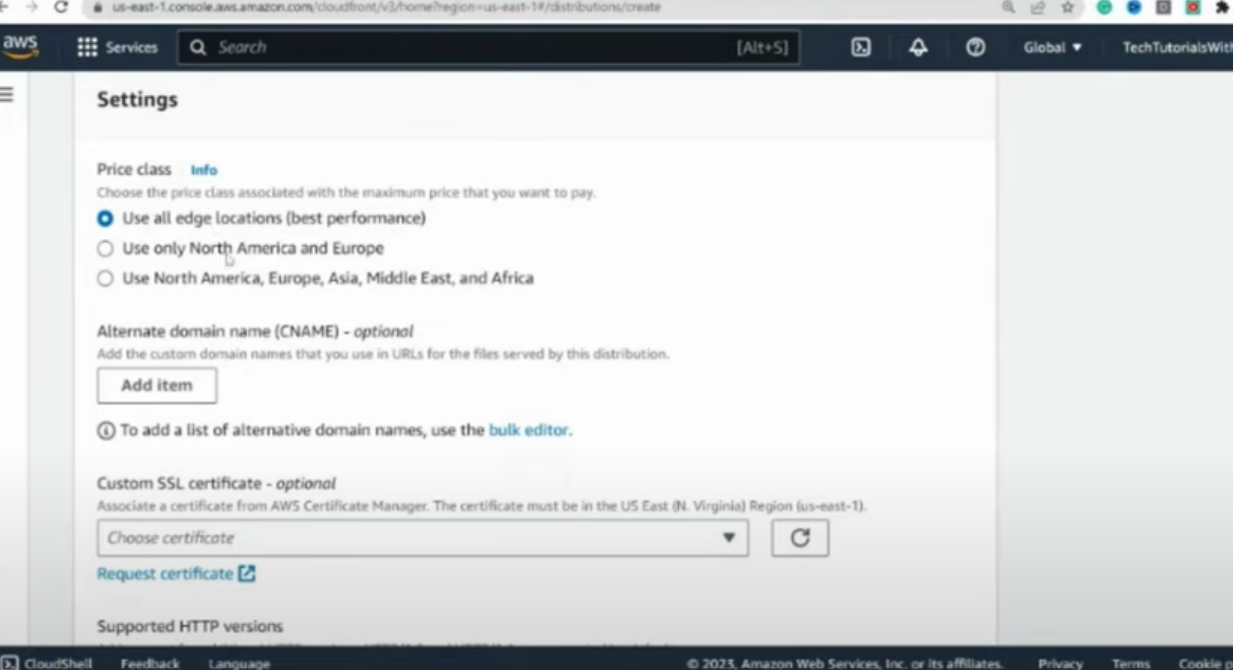 us-east-1.console.aws.amazon.com/cloudfront/v3/home?region=us-east-1#/distributions/create
aws
Services
Search
[Alt+S]
Global
TechTutorialsWith
Settings
Price class Info
Choose the price class associated with the maximum price that you want to pay.
Use all edge locations (best performance)
Use only North America and Europe
Use North America, Europe, Asia, Middle East, and Africa
Alternate domain name (CNAME) - optional
Add the custom domain names that you use in URLs for the files served by this distribution.
Add item
To add a list of alternative domain names, use the bulk editor.
Custom SSL certificate - optional
Associate a certificate from AWS Certificate Manager. The certificate must be in the US East (N. Virginia) Region (us-east-1).
Choose certificate
Request certificate
Supported HTTP versions
CloudShell Feedback Language © 2023, Amazon Web Services, Inc. or its affiliates. Privacy Terms Cookie p